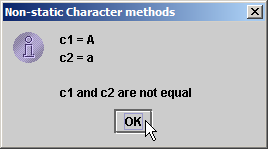 Non-static Character methods
c1 = A
c2 = a
c1 and c2 are not equal
OK